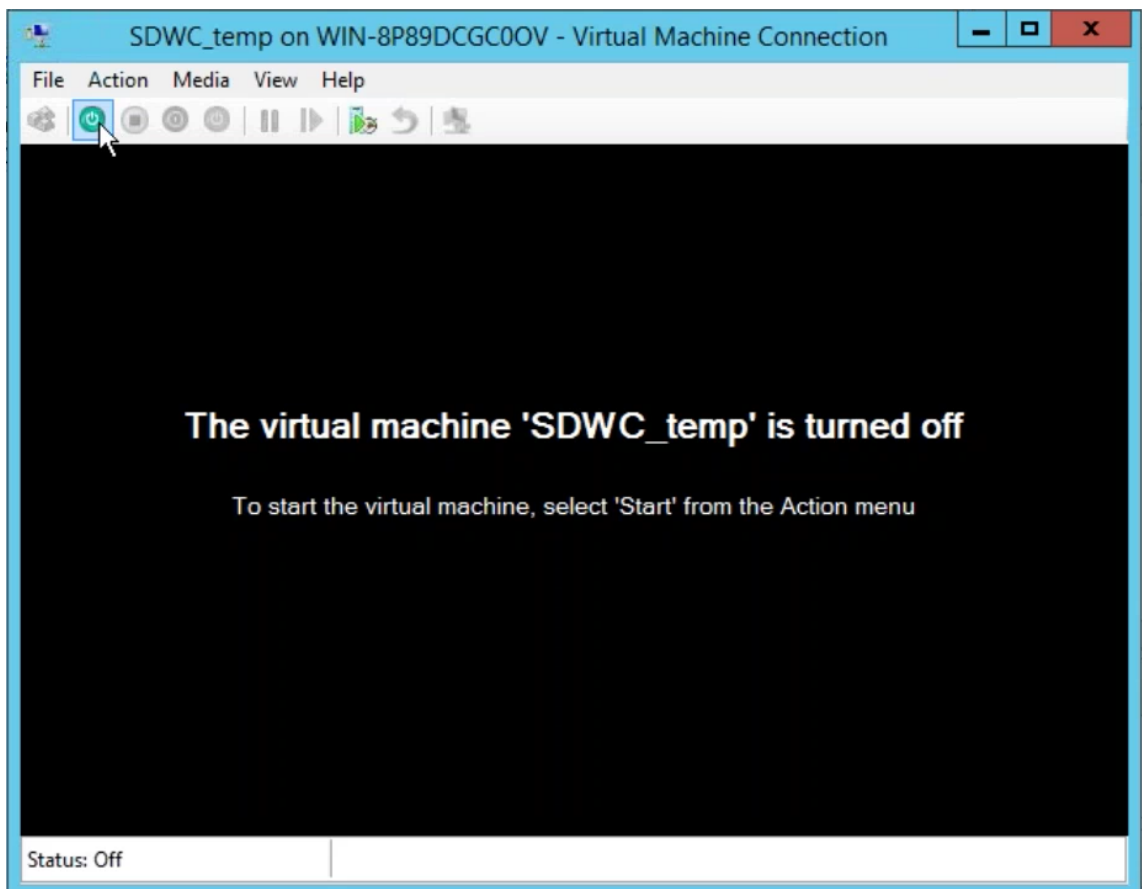 SDWC_temp on WIN-8P89DCGC0OV - Virtual Machine Connection
File Action Media View Help
The virtual machine 'SDWC_temp' is turned off
To start the virtual machine, select 'Start' from the Action menu
Status: Off